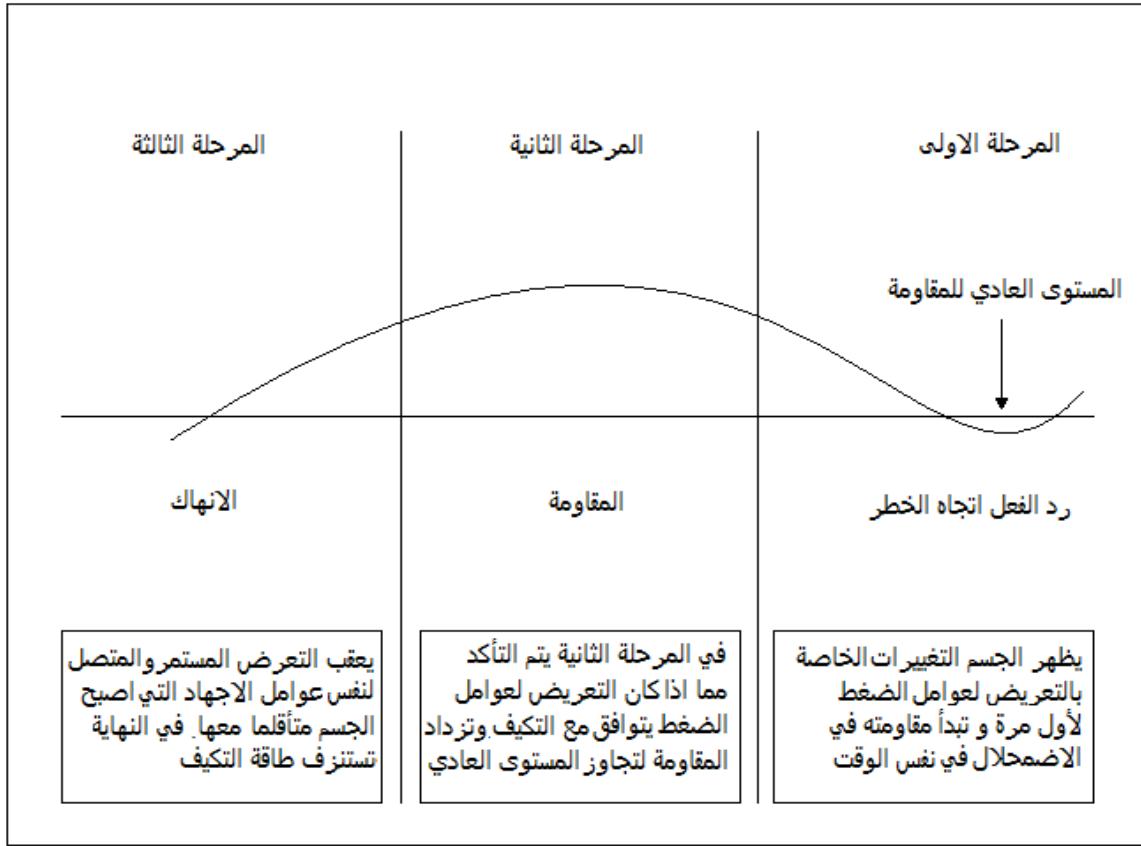 المرحلة الاولى
المرحلة الثانية
المرحلة الثالثة
المستوى العادي للمقاومة
رد الفعل اتجاه الخطر
المقاومة
الانهاك
يظهر الجسم التغييرات الخاصة
بالتعريض لعوامل الضغط
لأول مرة و تبدأ مقاومته في
الاضمحلال في نفس الوقت
في المرحلة الثانية يتم التأكد
مما اذا كان التعريض لعوامل
الضغط يتوافق مع التكيف وتزداد
المقاومة لتجاوز المستوى العادي
يعقب التعرض المستمر والمتصل
لنفس عوامل الاجهاد التي اصبح
الجسم متأقلما معها. في النهاية
تستنزف طاقة التكيف